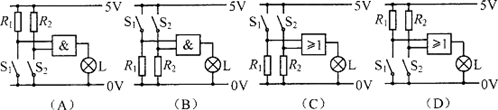 5V 5V 5V 5V
R₁ R₂ S₁ S₂ S₁ S₂ R₁ R₂
& & ≥1 ≥1
S₁ S₂ L R₁ R₂ L R₁ R₂ L S₁ S₂ L
0V 0V 0V 0V
(A) (B) (C) (D)